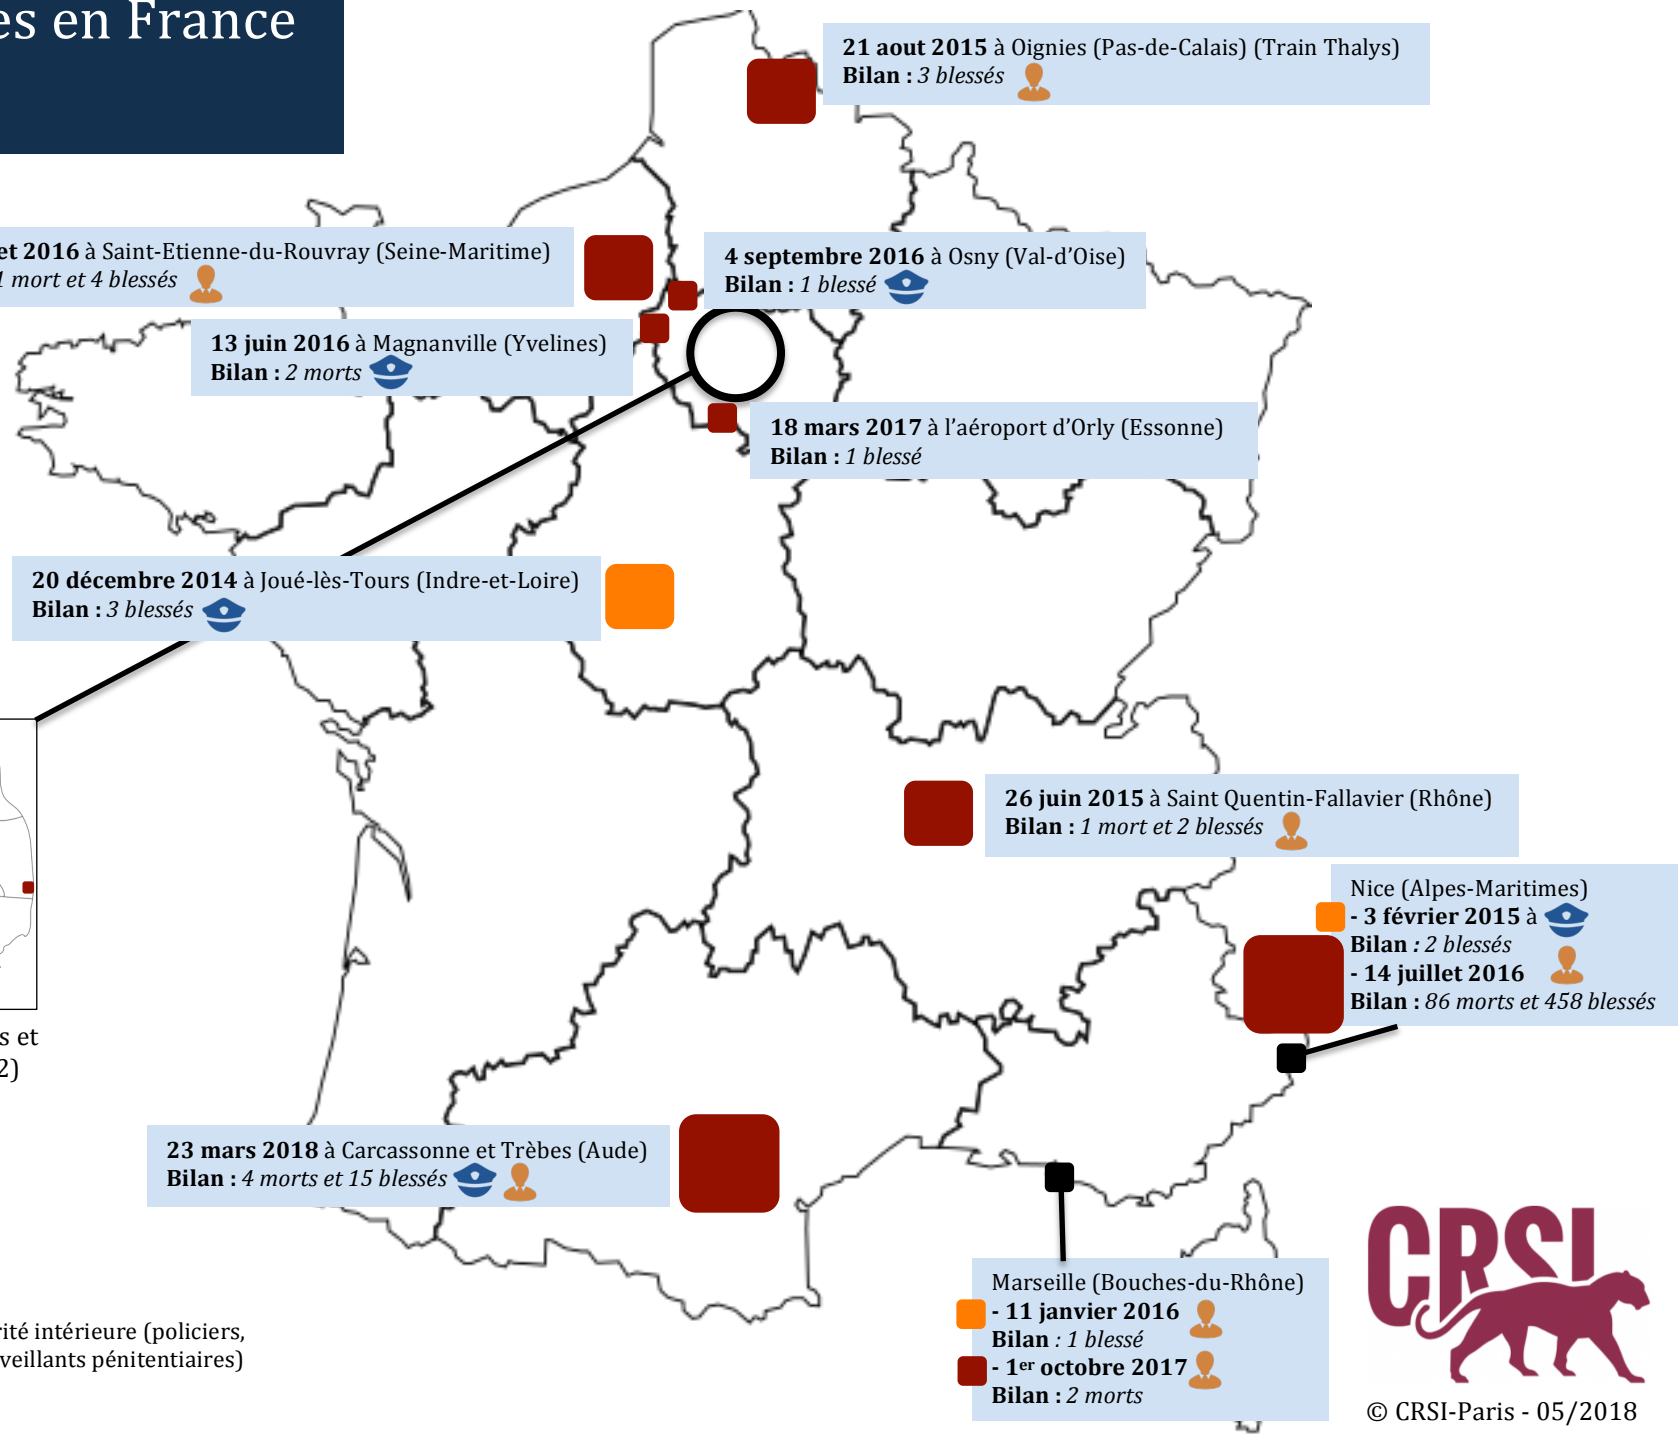 es en France
21 aout 2015 à Oignies (Pas-de-Calais) (Train Thalys)
Bilan : 3 blessés
et 2016 à Saint-Etienne-du-Rouvray (Seine-Maritime)
1 mort et 4 blessés
4 septembre 2016 à Osny (Val-d'Oise)
Bilan : 1 blessé
13 juin 2016 à Magnanville (Yvelines)
Bilan : 2 morts
18 mars 2017 à l'aéroport d'Orly (Essonne)
Bilan : 1 blessé
20 décembre 2014 à Joué-lès-Tours (Indre-et-Loire)
Bilan : 3 blessés
26 juin 2015 à Saint Quentin-Fallavier (Rhône)
Bilan : 1 mort et 2 blessés
Nice (Alpes-Maritimes)
- 3 février 2015 à
Bilan : 2 blessés
- 14 juillet 2016
Bilan : 86 morts et 458 blessés
s et
2)
23 mars 2018 à Carcassonne et Trèbes (Aude)
Bilan : 4 morts et 15 blessés
Marseille (Bouches-du-Rhône)
- 11 janvier 2016
Bilan : 1 blessé
- 1er octobre 2017
Bilan : 2 morts
rité intérieure (policiers,
veillants pénitentiaires)
CRSI
© CRSI-Paris - 05/2018